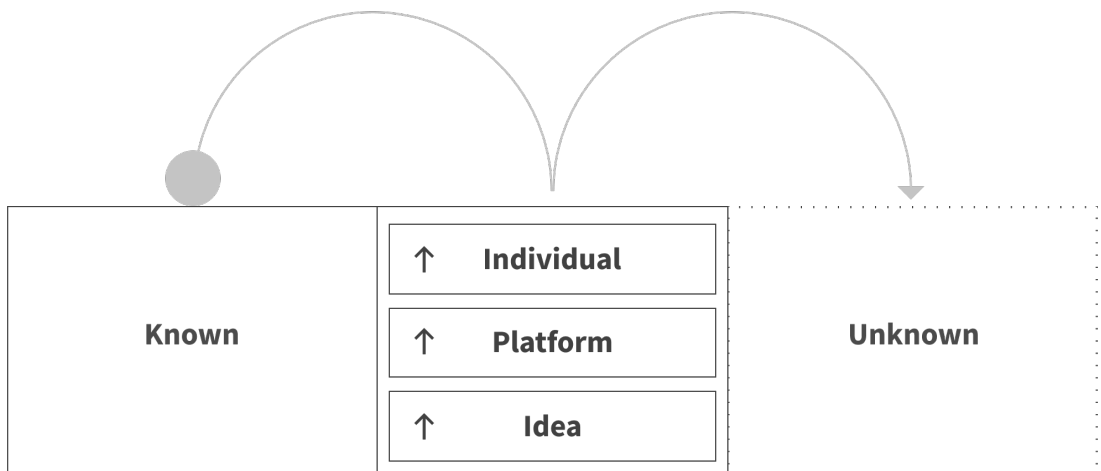 Known
↑ Individual
↑ Platform
↑ Idea
Unknown